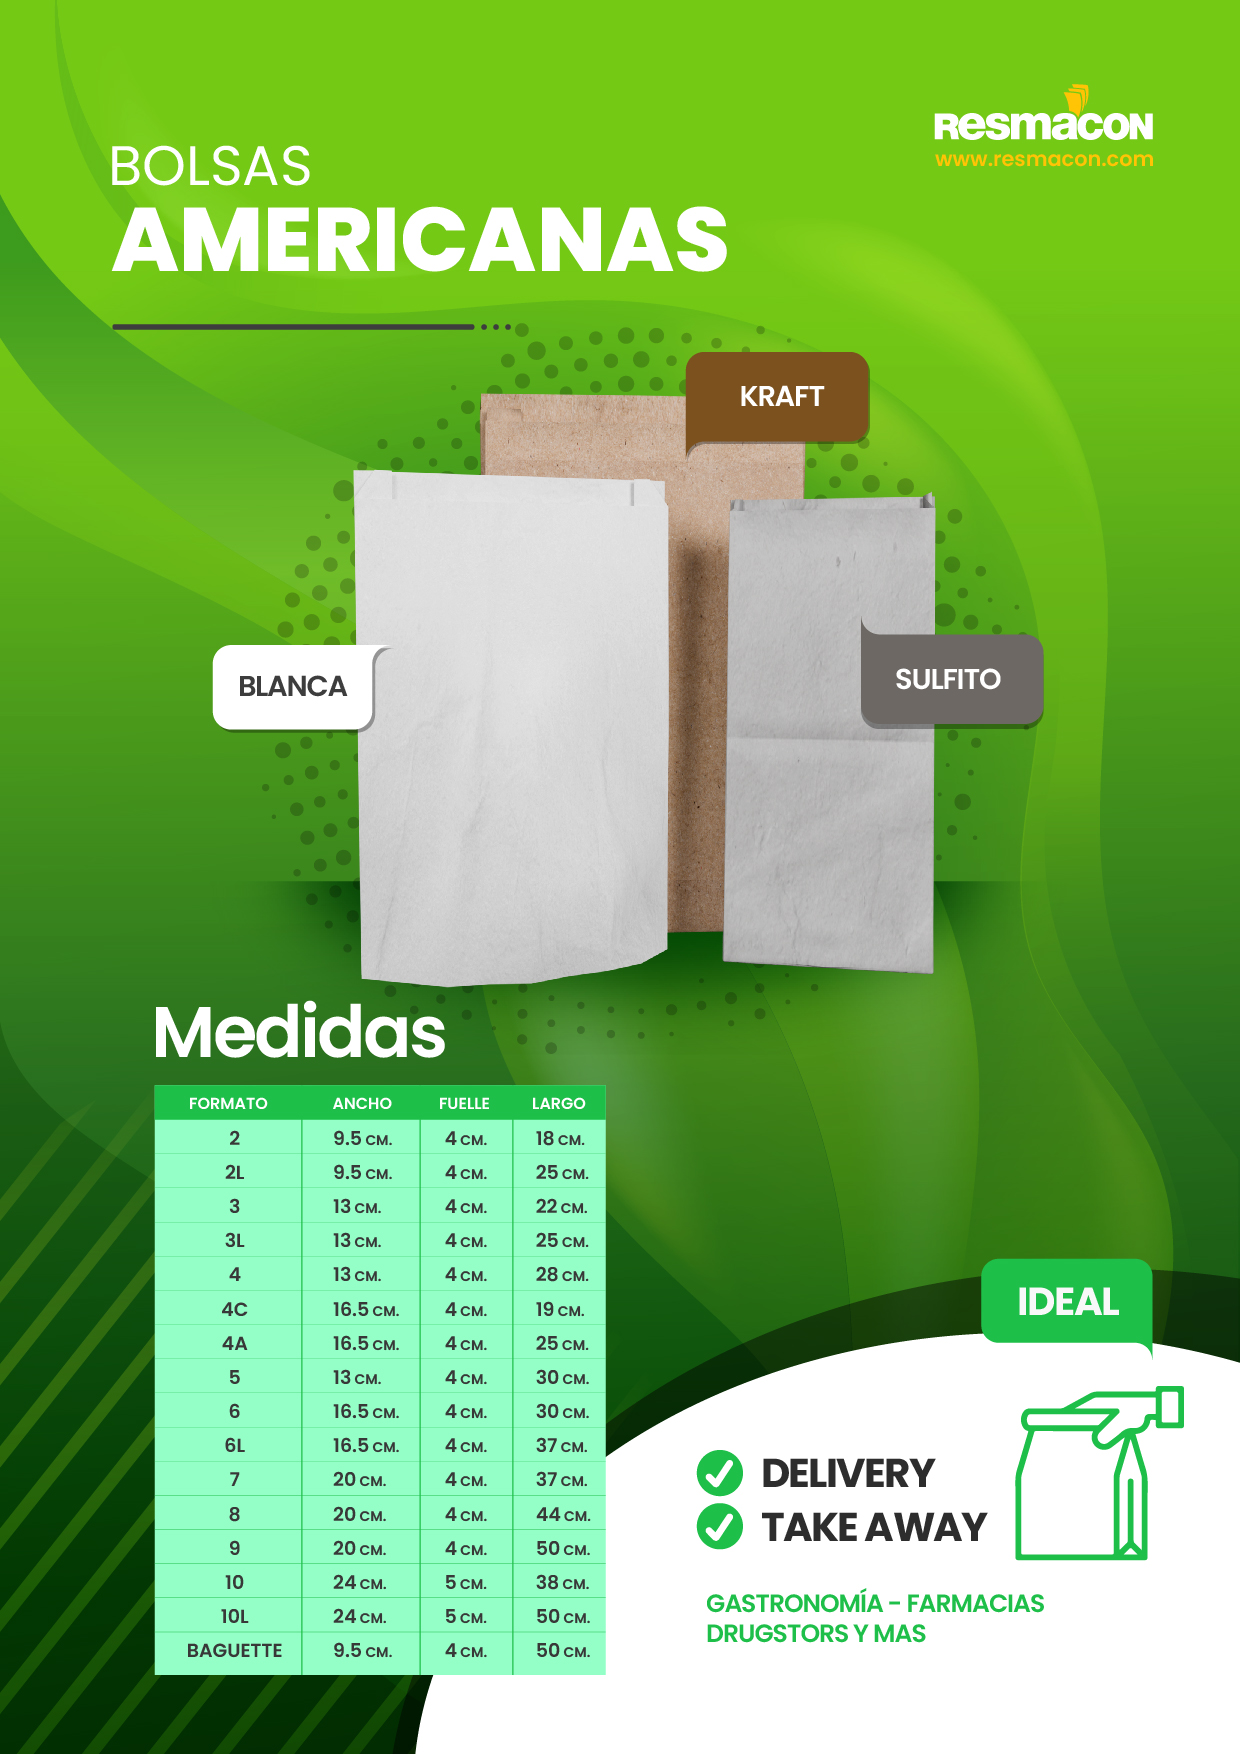 Resmacon
www.resmacon.com
BOLSAS
AMERICANAS
KRAFT
BLANCA
SULFITO
Medidas
FORMATO ANCHO FUELLE LARGO
2 9.5 CM. 4 CM. 18 CM.
2L 9.5 CM. 4 CM. 25 CM.
3 13 CM. 4 CM. 22 CM.
3L 13 CM. 4 CM. 25 CM.
4 13 CM. 4 CM. 28 CM.
4C 16.5 CM. 4 CM. 19 CM.
4A 16.5 CM. 4 CM. 25 CM.
5 13 CM. 4 CM. 30 CM.
6 16.5 CM. 4 CM. 30 CM.
6L 16.5 CM. 4 CM. 37 CM.
7 20 CM. 4 CM. 37 CM.
8 20 CM. 4 CM. 44 CM.
9 20 CM. 4 CM. 50 CM.
10 24 CM. 5 CM. 38 CM.
10L 24 CM. 5 CM. 50 CM.
BAGUETTE 9.5 CM. 4 CM. 50 CM.
IDEAL
DELIVERY
TAKE AWAY
GASTRONOMÍA - FARMACIAS
DRUGSTORS Y MAS